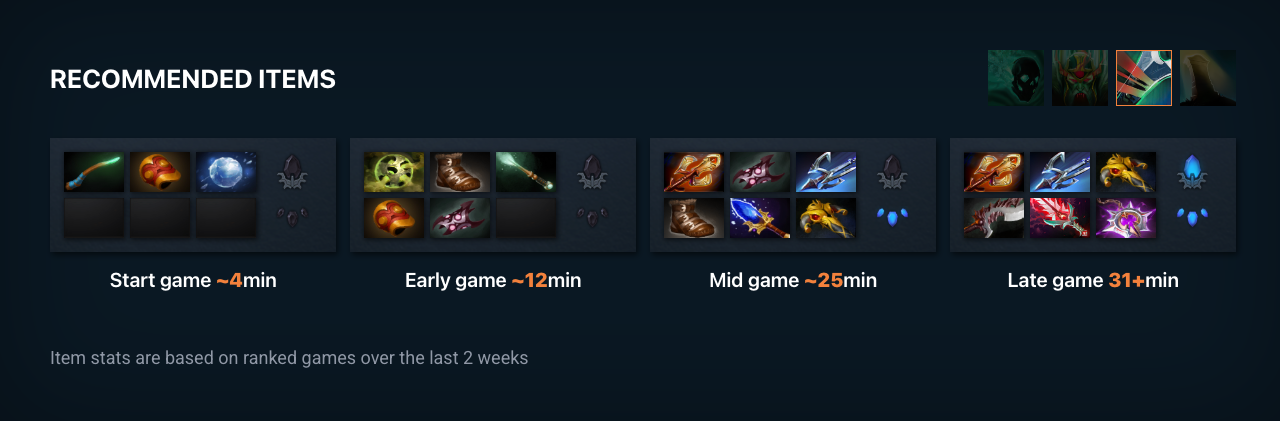 RECOMMENDED ITEMS
Start game ~4min
Early game ~12min
Mid game ~25min
Late game 31+min
Item stats are based on ranked games over the last 2 weeks